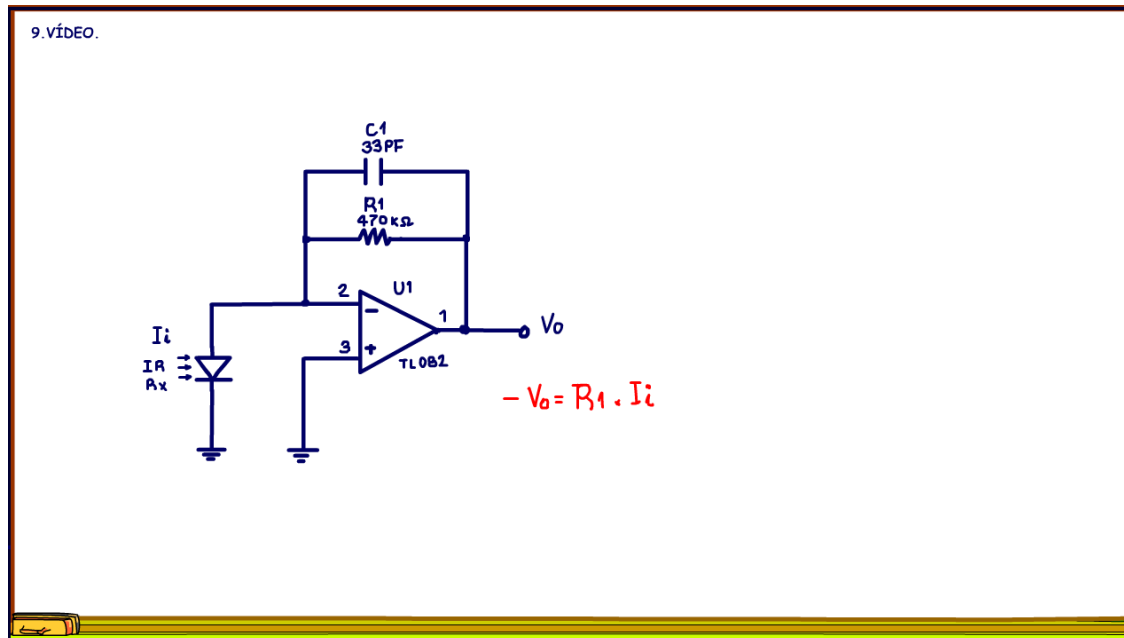 9.VÍDEO.
C1
33PF
R1
470kΩ
2
U1
1
Vo
Ii
IR
Rx
3
TL082
- Vo = R1 . Ii